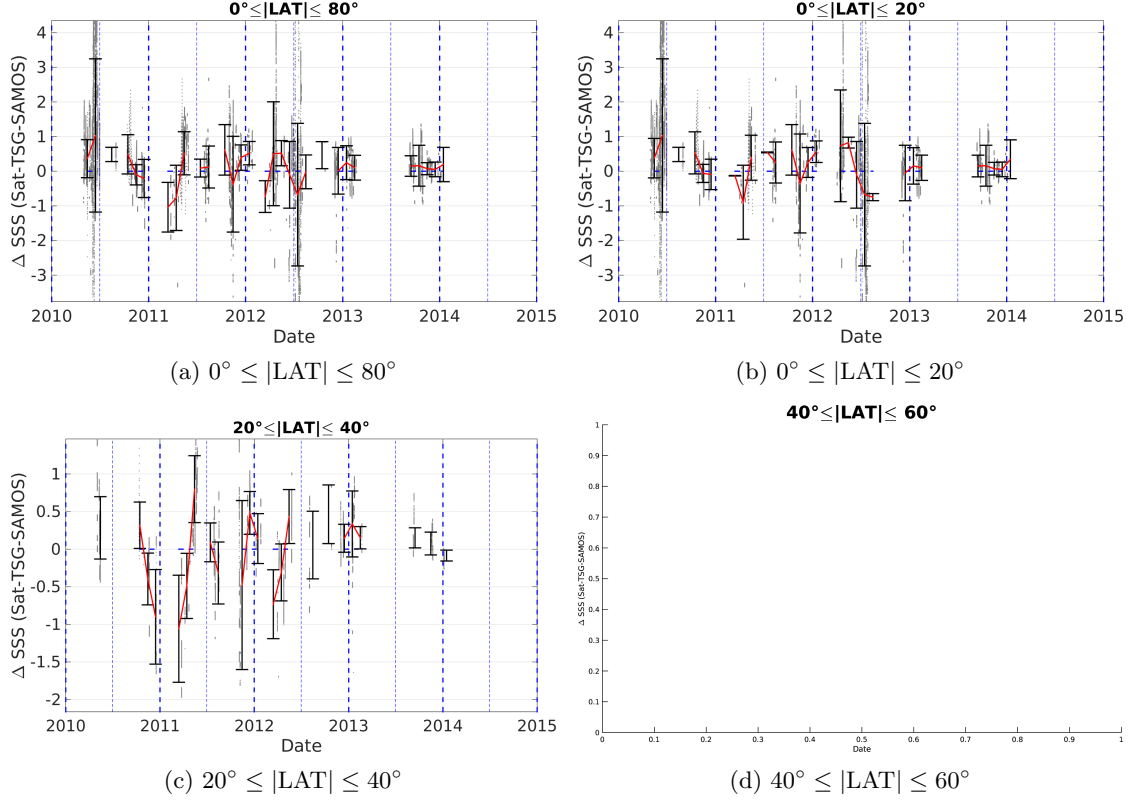 0°≤|LAT|≤ 80°
Δ SSS (Sat-TSG-SAMOS)
4
3
2
1
0
-1
-2
-3
2010 2011 2012 2013 2014 2015
Date
(a) 0° ≤ |LAT| ≤ 80°
0°≤|LAT|≤ 20°
Δ SSS (Sat-TSG-SAMOS)
4
3
2
1
0
-1
-2
-3
2010 2011 2012 2013 2014 2015
Date
(b) 0° ≤ |LAT| ≤ 20°
20°≤|LAT|≤ 40°
Δ SSS (Sat-TSG-SAMOS)
1
0.5
0
-0.5
-1
-1.5
-2
2010 2011 2012 2013 2014 2015
Date
(c) 20° ≤ |LAT| ≤ 40°
40°≤|LAT|≤ 60°
Δ SSS (Sat-TSG-SAMOS)
1
0.9
0.8
0.7
0.6
0.5
0.4
0.3
0.2
0.1
0
0 0.1 0.2 0.3 0.4 0.5 0.6 0.7 0.8 0.9 1
Date
(d) 40° ≤ |LAT| ≤ 60°